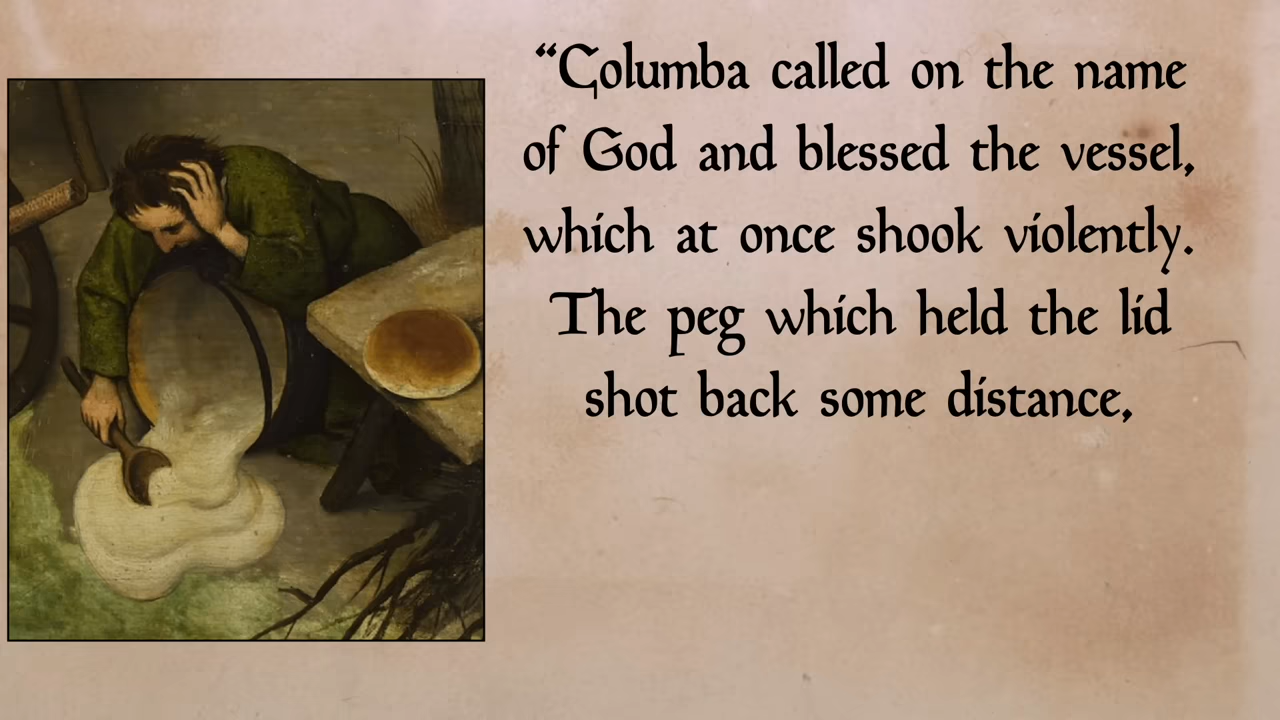 “Columba called on the name
of God and blessed the vessel,
which at once shook violently.
The peg which held the lid
shot back some distance,